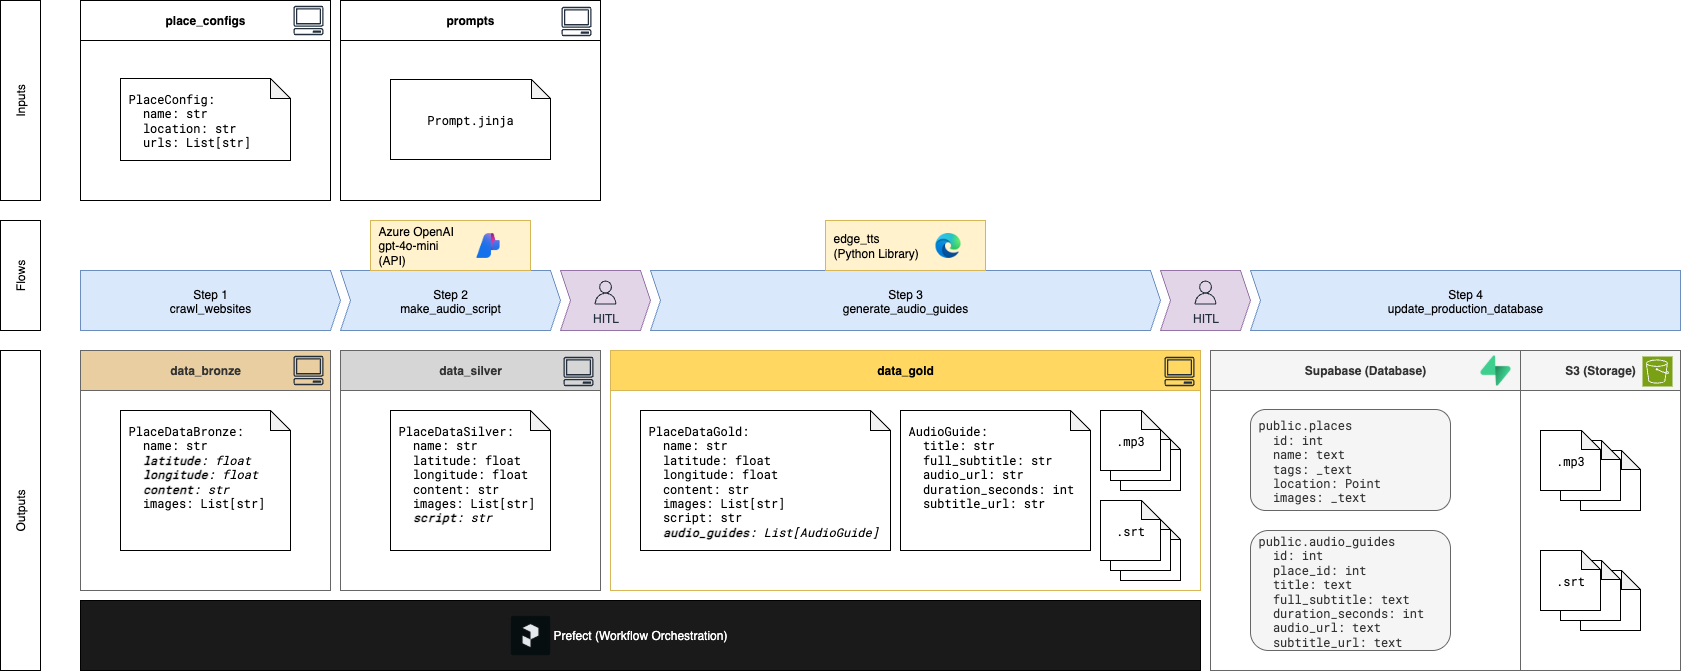 Inputs
place_configs
PlaceConfig:
name: str
location: str
urls: List[str]
prompts
Prompt.jinja
Flows
Azure OpenAI
gpt-4o-mini
(API)
edge_tts
(Python Library)
Step 1
crawl_websites
Step 2
make_audio_script
HITL
Step 3
generate_audio_guides
HITL
Step 4
update_production_database
Outputs
data_bronze
PlaceDataBronze:
name: str
latitude: float
longitude: float
content: str
images: List[str]
data_silver
PlaceDataSilver:
name: str
latitude: float
longitude: float
content: str
images: List[str]
script: str
data_gold
PlaceDataGold:
name: str
latitude: float
longitude: float
content: str
images: List[str]
script: str
audio_guides: List[AudioGuide]
AudioGuide:
title: str
full_subtitle: str
audio_url: str
duration_seconds: int
subtitle_url: str
.mp3
.srt
Supabase (Database)
public.places
id: int
name: text
tags: _text
location: Point
images: _text
public.audio_guides
id: int
place_id: int
title: text
full_subtitle: text
duration_seconds: int
audio_url: text
subtitle_url: text
S3 (Storage)
.mp3
.srt
Prefect (Workflow Orchestration)